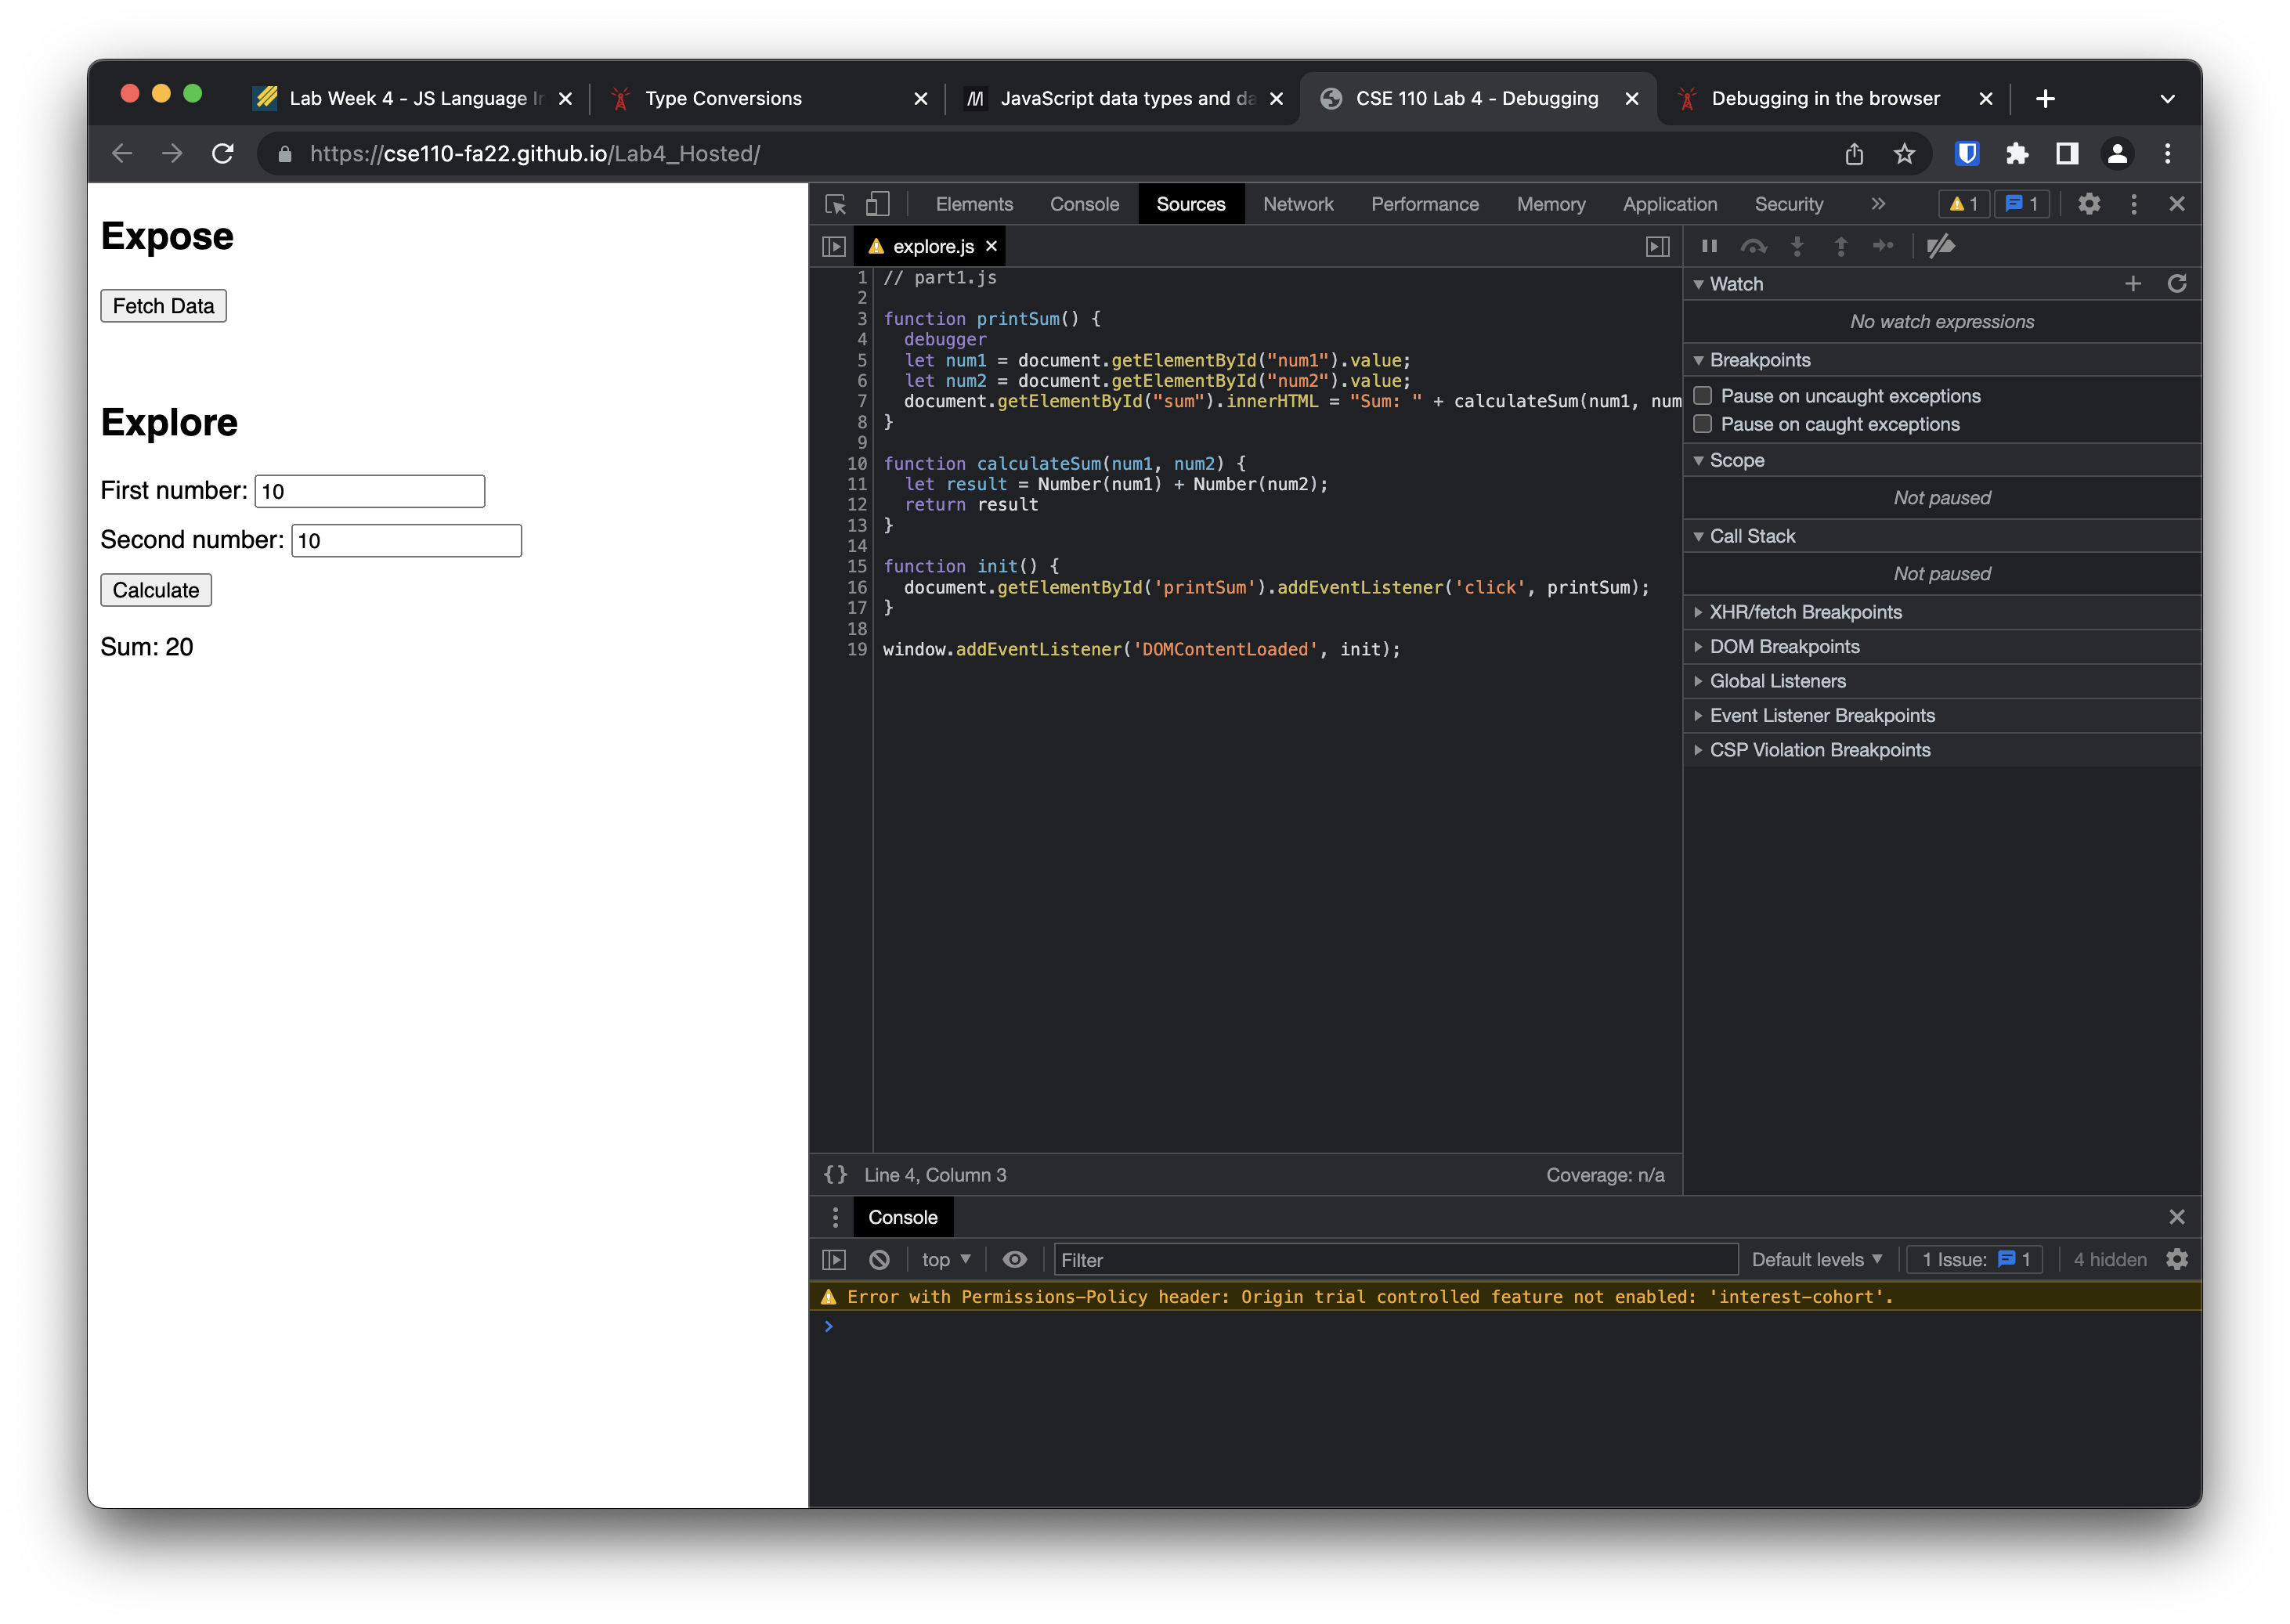 Lab Week 4 - JS Language In
Type Conversions
JavaScript data types and da
CSE 110 Lab 4 - Debugging
Debugging in the browser
https://cse110-fa22.github.io/Lab4_Hosted/
Expose
Fetch Data
Explore
First number: 10
Second number: 10
Calculate
Sum: 20
Elements Console Sources Network Performance Memory Application Security 1 1
explore.js
1 // part1.js
2
3 function printSum() {
4 debugger
5 let num1 = document.getElementById("num1").value;
6 let num2 = document.getElementById("num2").value;
7 document.getElementById("sum").innerHTML = "Sum: " + calculateSum(num1, num
8 }
9
10 function calculateSum(num1, num2) {
11 let result = Number(num1) + Number(num2);
12 return result
13 }
14
15 function init() {
16 document.getElementById('printSum').addEventListener('click', printSum);
17 }
18
19 window.addEventListener('DOMContentLoaded', init);
{} Line 4, Column 3 Coverage: n/a
Watch
No watch expressions
Breakpoints
Pause on uncaught exceptions
Pause on caught exceptions
Scope
Not paused
Call Stack
Not paused
XHR/fetch Breakpoints
DOM Breakpoints
Global Listeners
Event Listener Breakpoints
CSP Violation Breakpoints
Console
top Filter Default levels 1 Issue: 1 4 hidden
Error with Permissions-Policy header: Origin trial controlled feature not enabled: 'interest-cohort'.
>